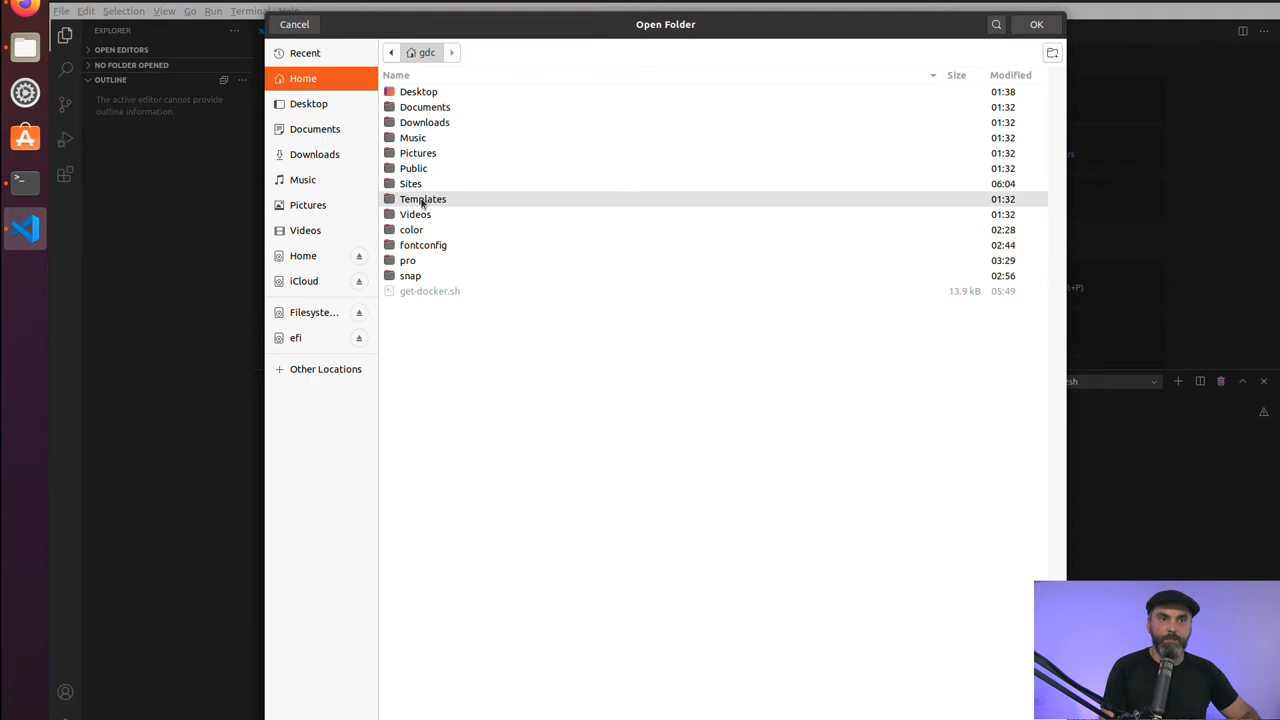 File Edit Selection View Go Run Terminal
Cancel
Open Folder
OK
EXPLORER
OPEN EDITORS
NO FOLDER OPENED
OUTLINE
The active editor cannot provide
outline information.
Recent
Home
Desktop
Documents
Downloads
Music
Pictures
Videos
Home
iCloud
Filesyste...
efi
Other Locations
gdc
Name Size Modified
Desktop 01:38
Documents 01:32
Downloads 01:32
Music 01:32
Pictures 01:32
Public 01:32
Sites 06:04
Templates 01:32
Videos 01:32
color 02:28
fontconfig 02:44
pro 03:29
snap 02:56
get-docker.sh 13.9 kB 05:49